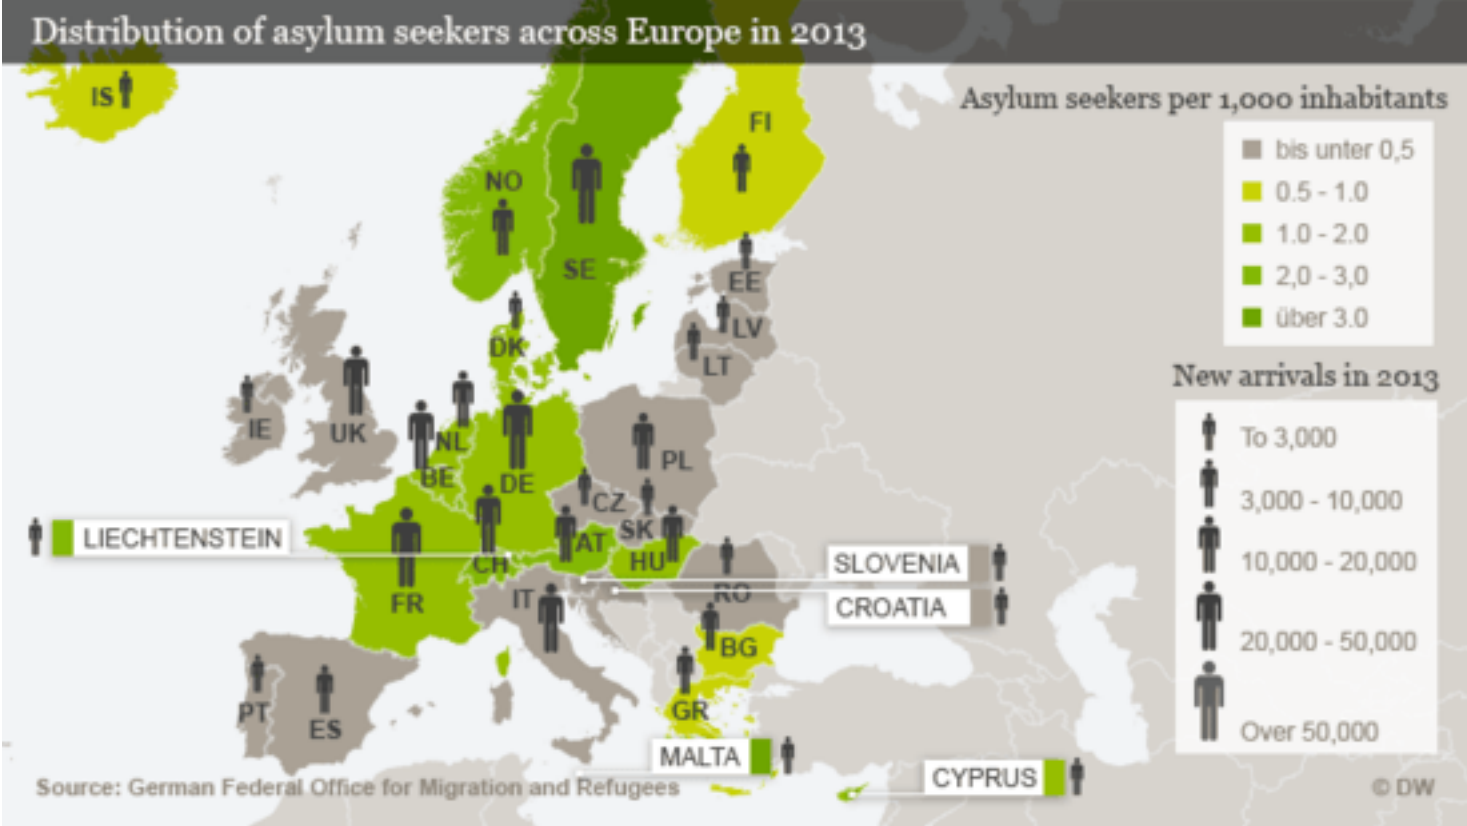 Distribution of asylum seekers across Europe in 2013
IS
FI
NO
SE
EE
LV
LT
DK
IE
UK
NL
BE
DE
PL
CZ
SK
AT
HU
CH
FR
IT
RO
BG
GR
PT
ES
LIECHTENSTEIN
SLOVENIA
CROATIA
MALTA
CYPRUS
Asylum seekers per 1,000 inhabitants
bis unter 0,5
0.5 - 1.0
1.0 - 2.0
2,0 - 3,0
über 3.0
New arrivals in 2013
To 3,000
3,000 - 10,000
10,000 - 20,000
20,000 - 50,000
Over 50,000
Source: German Federal Office for Migration and Refugees
© DW